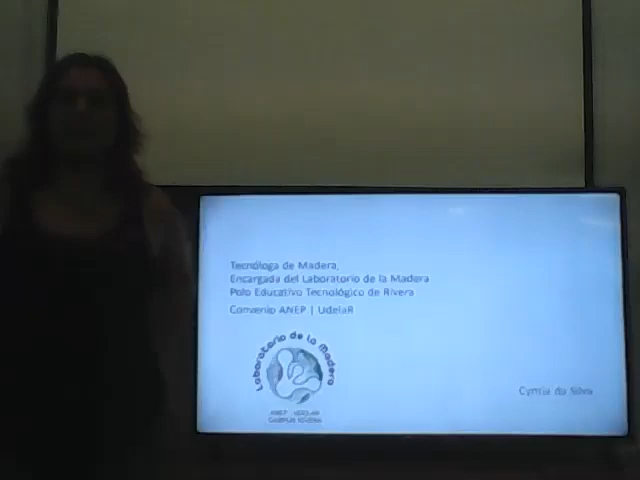 Tecnóloga de Madera,
Encargada del Laboratorio de la Madera
Polo Educativo Tecnológico de Rivera
Convenio ANEP | UdelaR
Laboratorio de la Madera
ANEP - UDELAR
CAMPUS RIVERA
da Silva